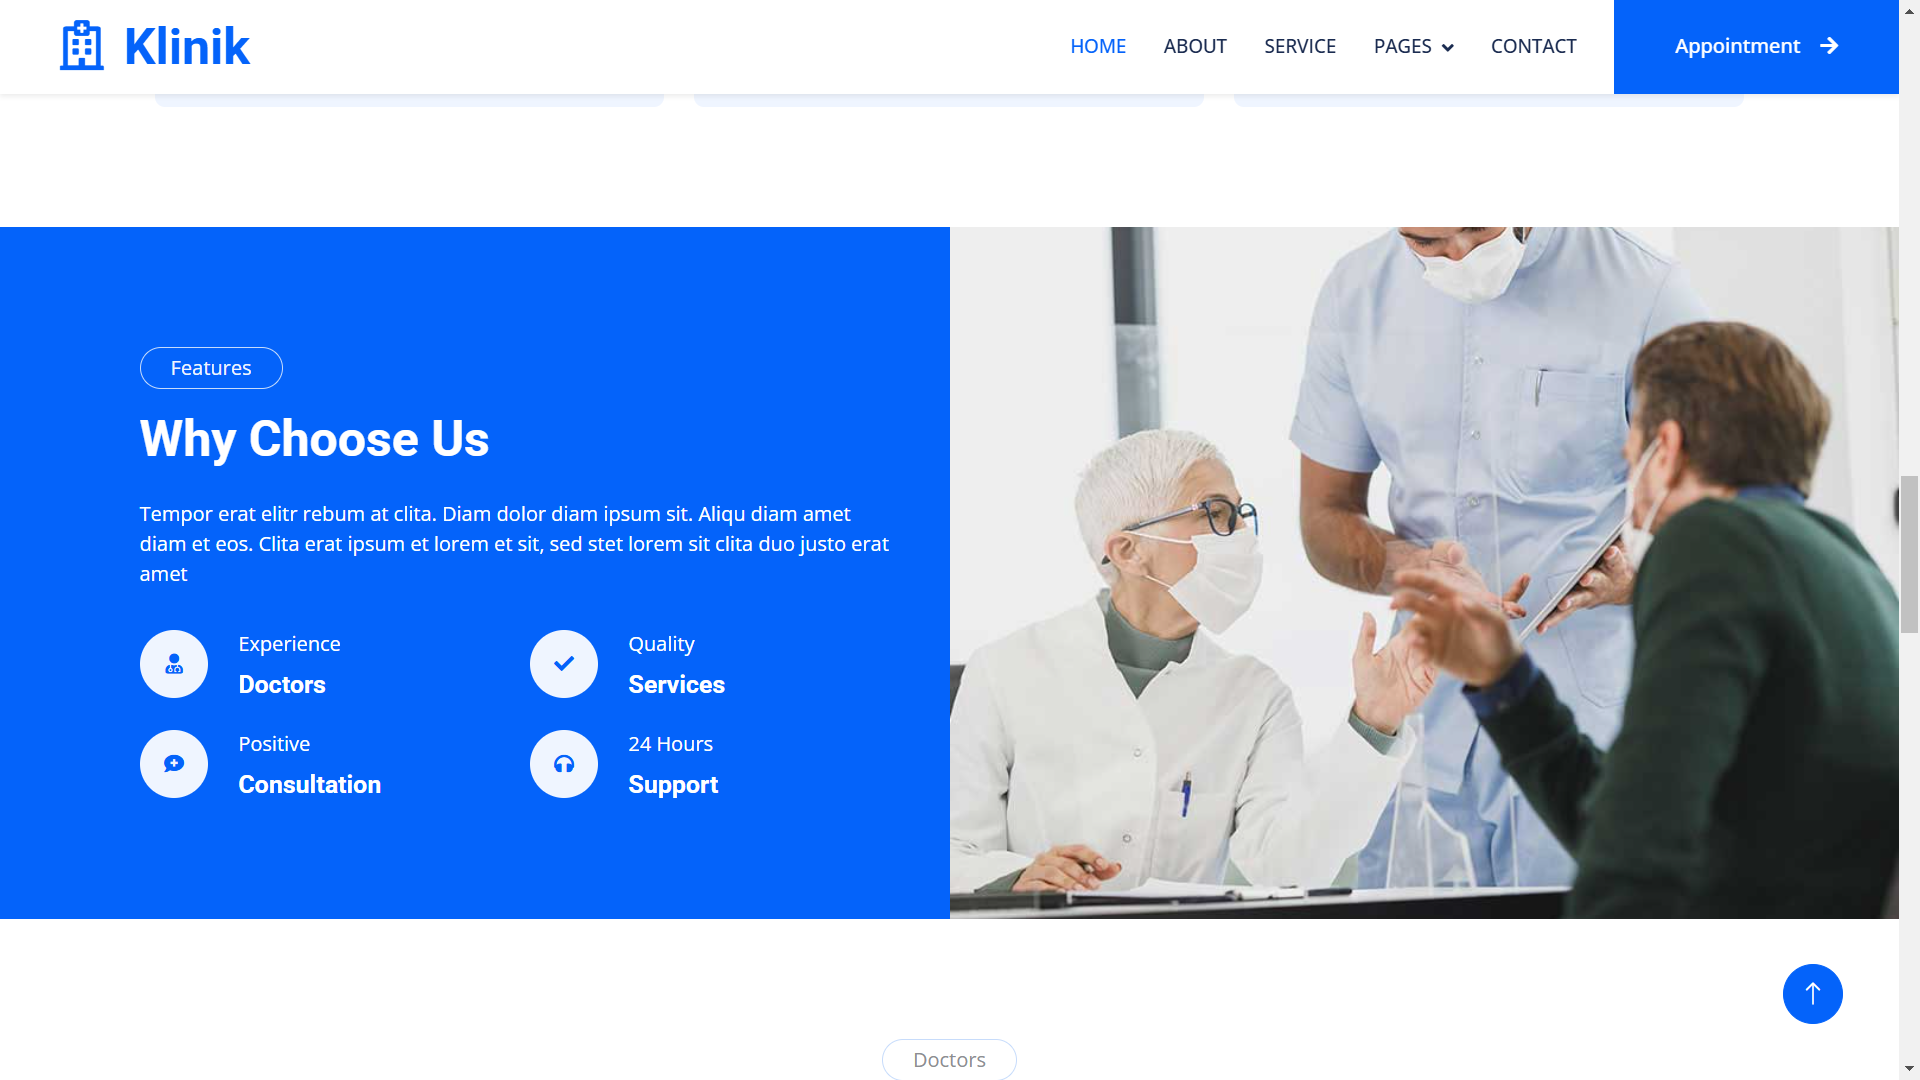 Klinik
HOME
ABOUT
SERVICE
PAGES
CONTACT
Appointment
Features
Why Choose Us
Tempor erat elitr rebum at clita. Diam dolor diam ipsum sit. Aliqu diam amet
diam et eos. Clita erat ipsum et lorem et sit, sed stet lorem sit clita duo justo erat
amet
Experience
Doctors
Quality
Services
Positive
Consultation
24 Hours
Support
Doctors